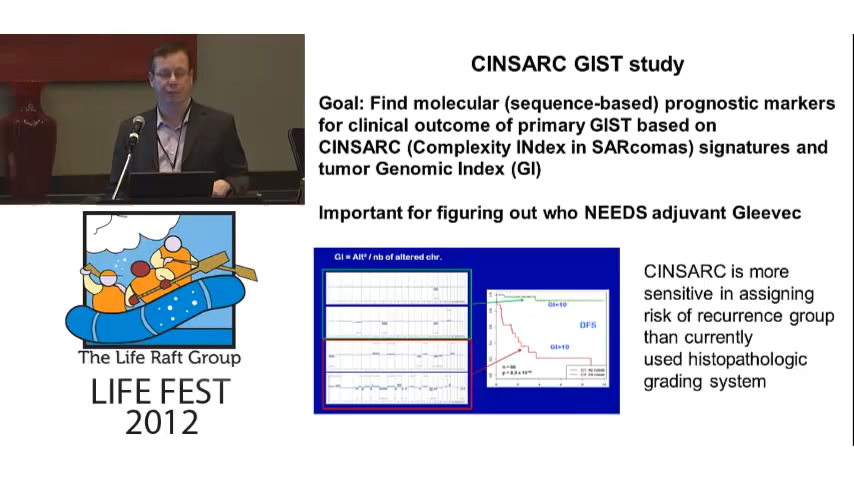 CINSARC GIST study
Goal: Find molecular (sequence-based) prognostic markers
for clinical outcome of primary GIST based on
CINSARC (Complexity INdex in SARcomas) signatures and
tumor Genomic Index (GI)
Important for figuring out who NEEDS adjuvant Gleevec
GI = Alt² / nb of altered chr.
GI<10
DFS
GI>10
CINSARC is more
sensitive in assigning
risk of recurrence group
than currently
used histopathologic
grading system
The Life Raft Group
LIFE FEST
2012